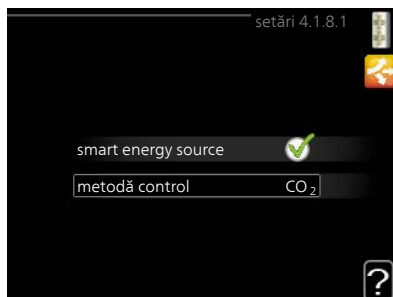 setări 4.1.8.1
smart energy source
metodă control CO₂
?